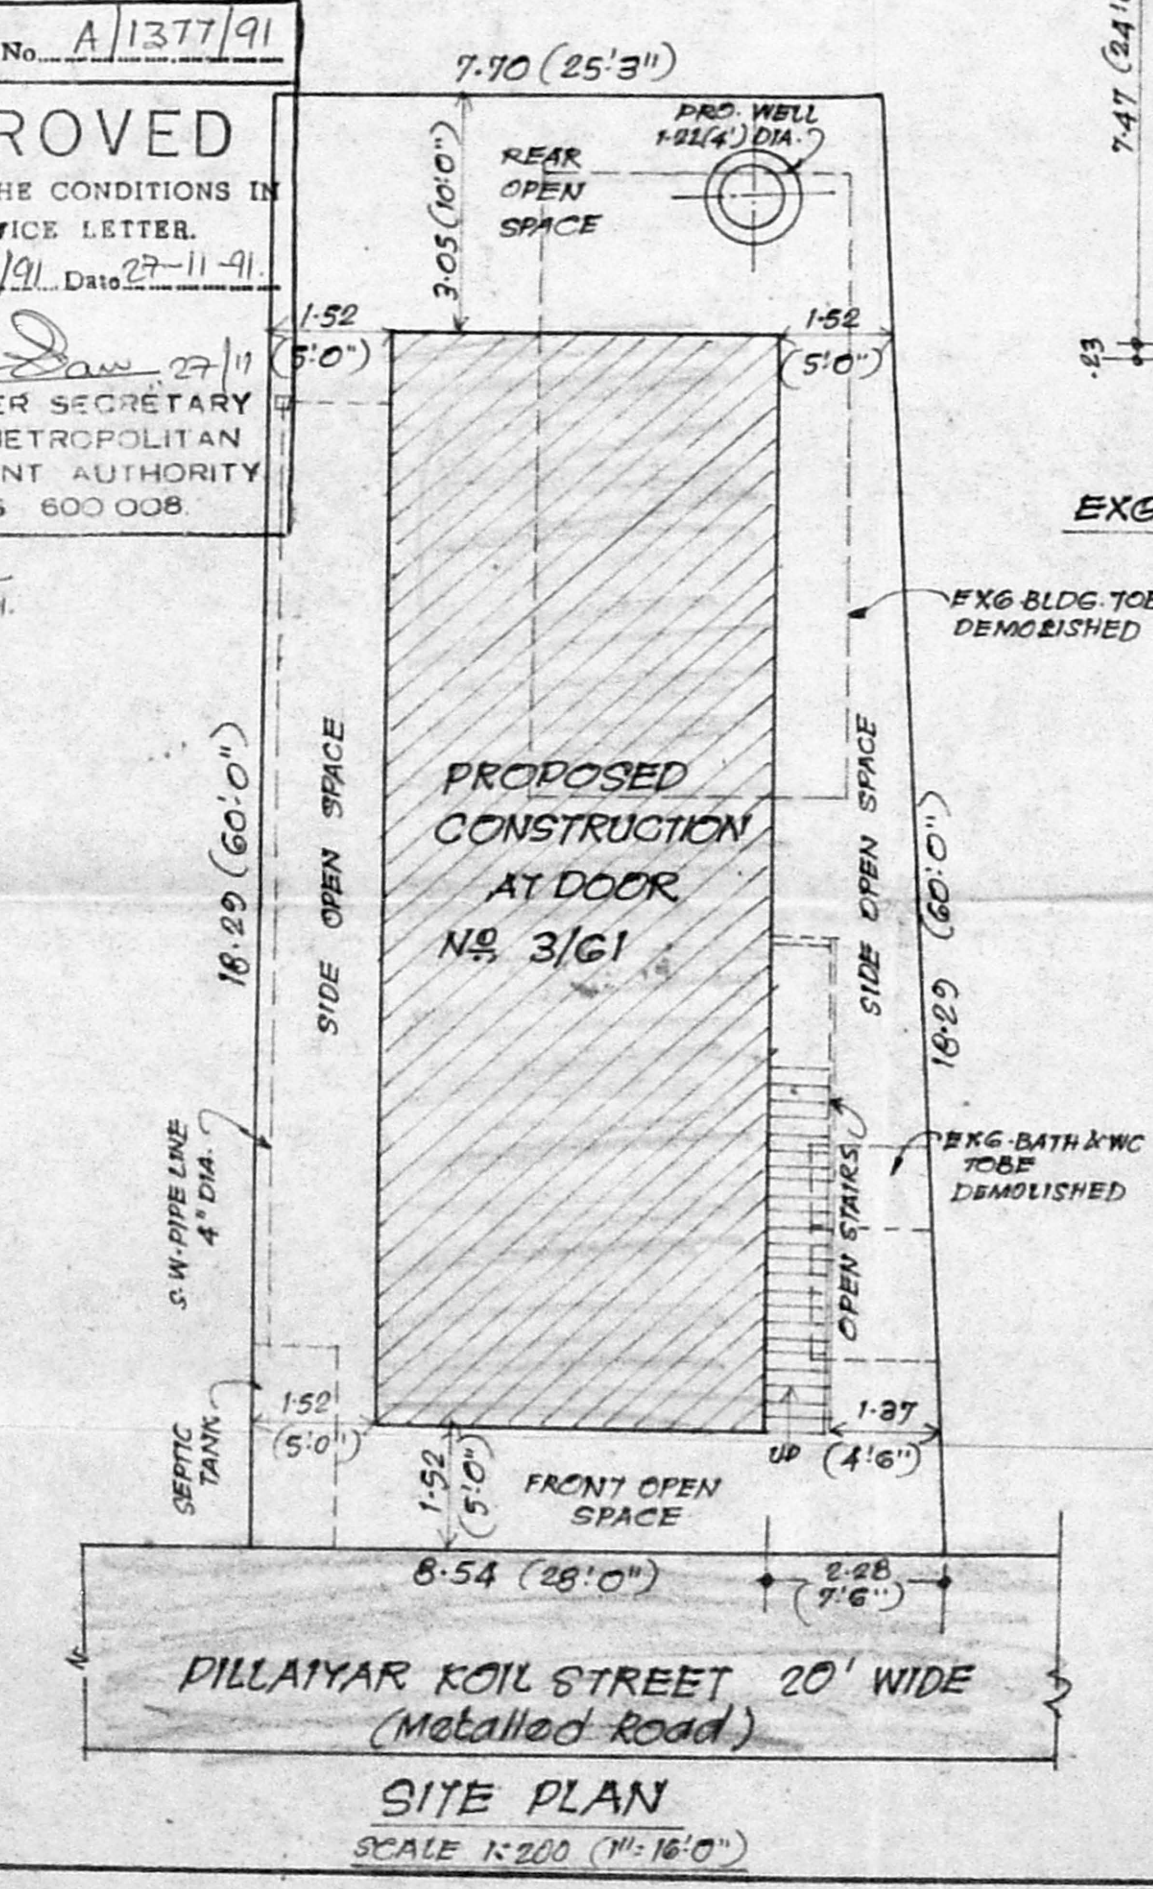 No. A/1377/91
ROVED
HE CONDITIONS IN
VICE LETTER.
/91 Date 27-11-91.
27/11
ER SECRETARY
METROPOLITAN
NT AUTHORITY
600 008.
7.70 (25'3")
3.05 (10'0")
REAR
OPEN
SPACE
PRO. WELL
1.22(4') DIA.
7.47 (24'
.23
1.52
(5'0")
1.52
(5'0")
EXG
EXG BLDG. TOB
DEMOLISHED
18.29 (60'0")
SIDE OPEN SPACE
PROPOSED
CONSTRUCTION
AT DOOR
No. 3/61
SIDE OPEN SPACE
18.29 (60'0")
S.W. PIPE LINE
4" DIA.
OPEN STAIRS
EXG. BATH & WC
TOBE
DEMOLISHED
SEPTIC
TANK
1.52
(5'0")
1.52
(5'0")
FRONT OPEN
SPACE
UP
1.37
(4'6")
8.54 (28'0")
2.28
(7'6")
PILLAIYAR KOIL STREET 20' WIDE
(Metalled Road)
SITE PLAN
SCALE 1:200 (1"=16'0")